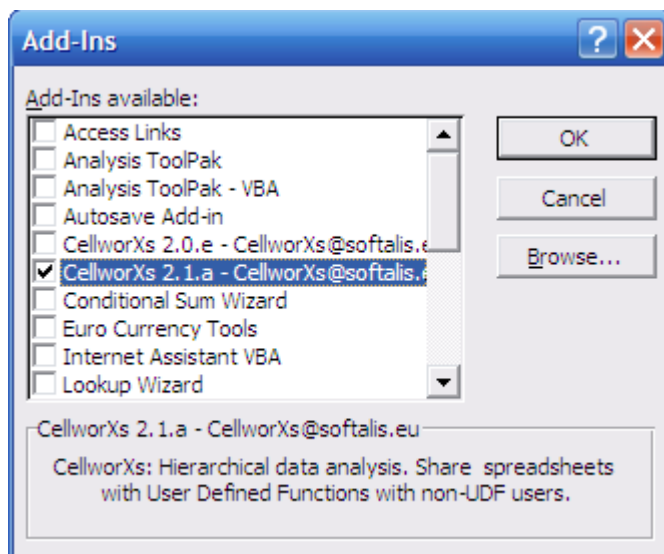 Add-Ins
Add-Ins available:
Access Links
Analysis ToolPak
Analysis ToolPak - VBA
Autosave Add-in
CellworXs 2.0.e - CellworXs@softalis.e
CellworXs 2.1.a - CellworXs@softalis.e
Conditional Sum Wizard
Euro Currency Tools
Internet Assistant VBA
Lookup Wizard
OK
Cancel
Browse...
CellworXs 2.1.a - CellworXs@softalis.eu
CellworXs: Hierarchical data analysis. Share spreadsheets
with User Defined Functions with non-UDF users.